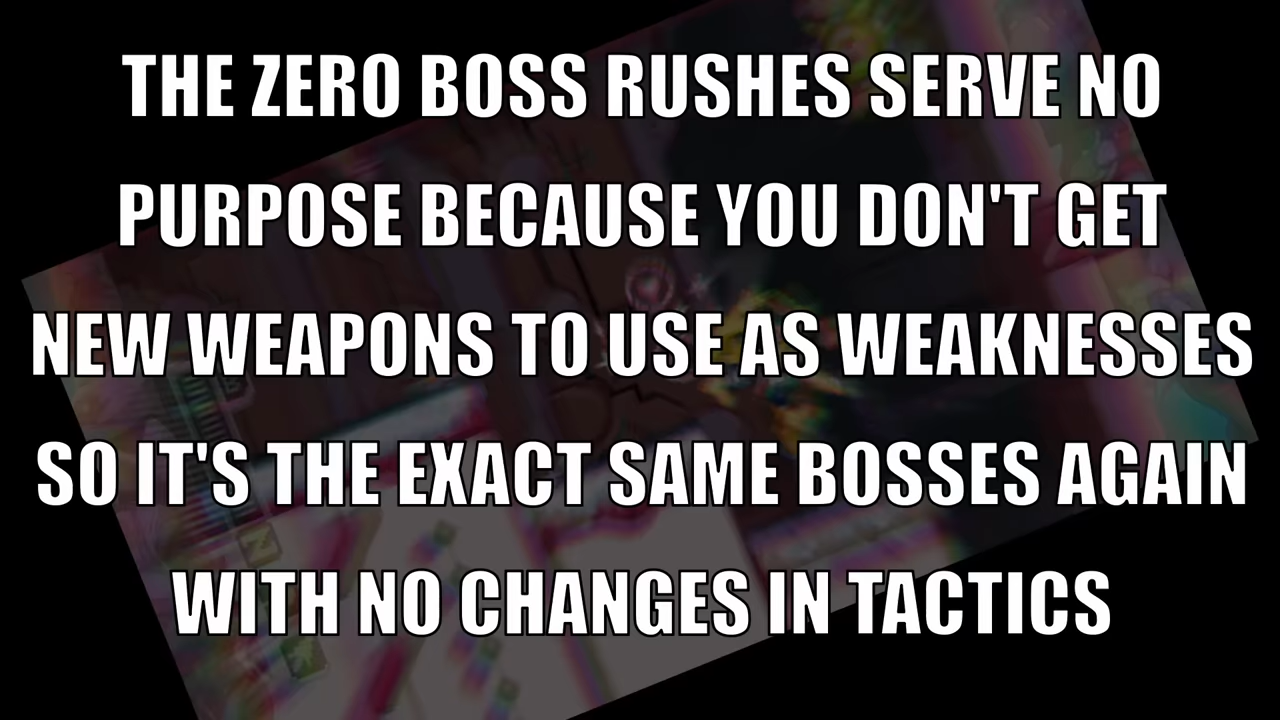 THE ZERO BOSS RUSHES SERVE NO
PURPOSE BECAUSE YOU DON'T GET
NEW WEAPONS TO USE AS WEAKNESSES
SO IT'S THE EXACT SAME BOSSES AGAIN
WITH NO CHANGES IN TACTICS